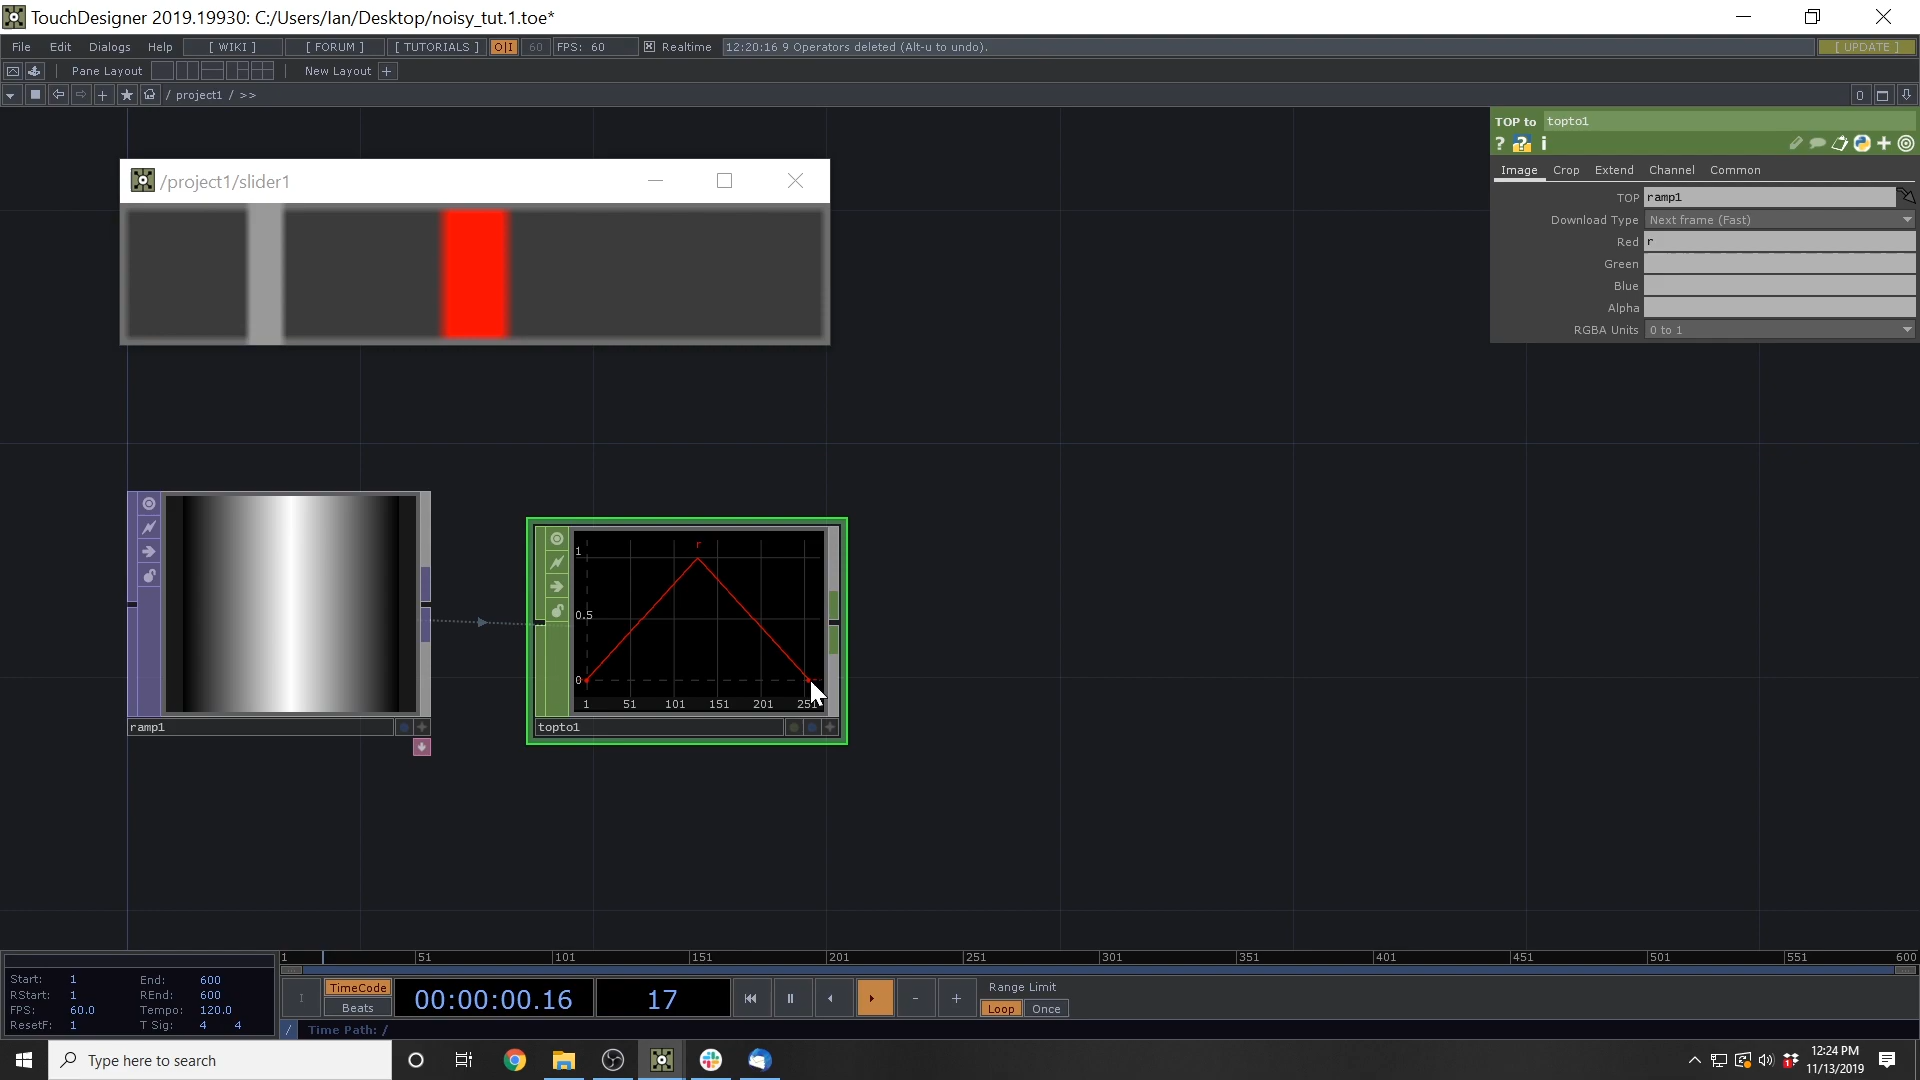 TouchDesigner 2019.19930: C:/Users/Ian/Desktop/noisy_tut.1.toe*
File Edit Dialogs Help [ WIKI ] [ FORUM ] [ TUTORIALS ] O|I 60 FPS: 60 Realtime 12:20:16 9 Operators deleted (Alt-u to undo). [ UPDATE ]
Pane Layout New Layout +
/ project1 / >> 0
TOP to topto1
? ? i
Image Crop Extend Channel Common
TOP ramp1
Download Type Next frame (Fast)
Red r
Green
Blue
Alpha
RGBA Units 0 to 1
/project1/slider1
r
1
0.5
0
1 51 101 151 201 251
ramp1
topto1
1 51 101 151 201 251 301 351 401 451 501 551 600
Start: 1 End: 600
RStart: 1 REnd: 600
FPS: 60.0 Tempo: 120.0
ResetF: 1 T Sig: 4 4
I TimeCode 00:00:00.16 17 - + Range Limit
Beats Loop Once
/ Time Path: /
Type here to search
12:24 PM
11/13/2019